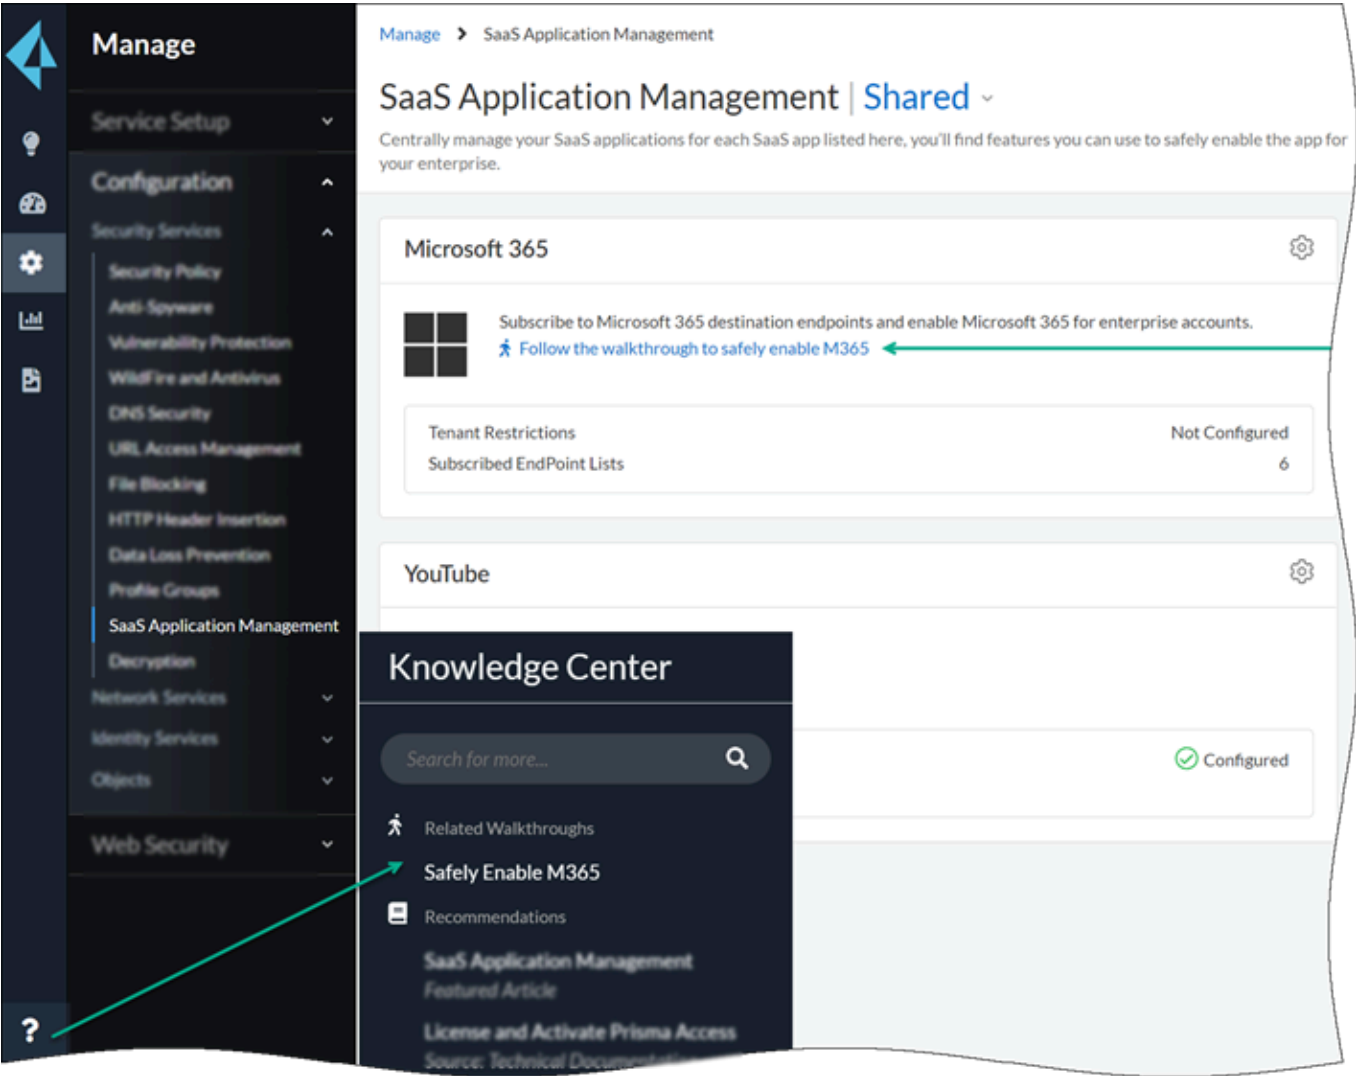 Manage
Service Setup
Configuration
Security Services
Security Policy
Anti-Spyware
Vulnerability Protection
WildFire and Antivirus
DNS Security
URL Access Management
File Blocking
HTTP Header Insertion
Data Loss Prevention
Profile Groups
SaaS Application Management
Decryption
Network Services
Identity Services
Objects
Web Security
?
Manage > SaaS Application Management
SaaS Application Management | Shared
Centrally manage your SaaS applications for each SaaS app listed here, you'll find features you can use to safely enable the app for
your enterprise.
Microsoft 365
Subscribe to Microsoft 365 destination endpoints and enable Microsoft 365 for enterprise accounts.
Follow the walkthrough to safely enable M365
Tenant Restrictions Not Configured
Subscribed EndPoint Lists 6
YouTube
Configured
Knowledge Center
Search for more...
Related Walkthroughs
Safely Enable M365
Recommendations
SaaS Application Management
Featured Article
License and Activate Prisma Access
Source: Technical Documentation